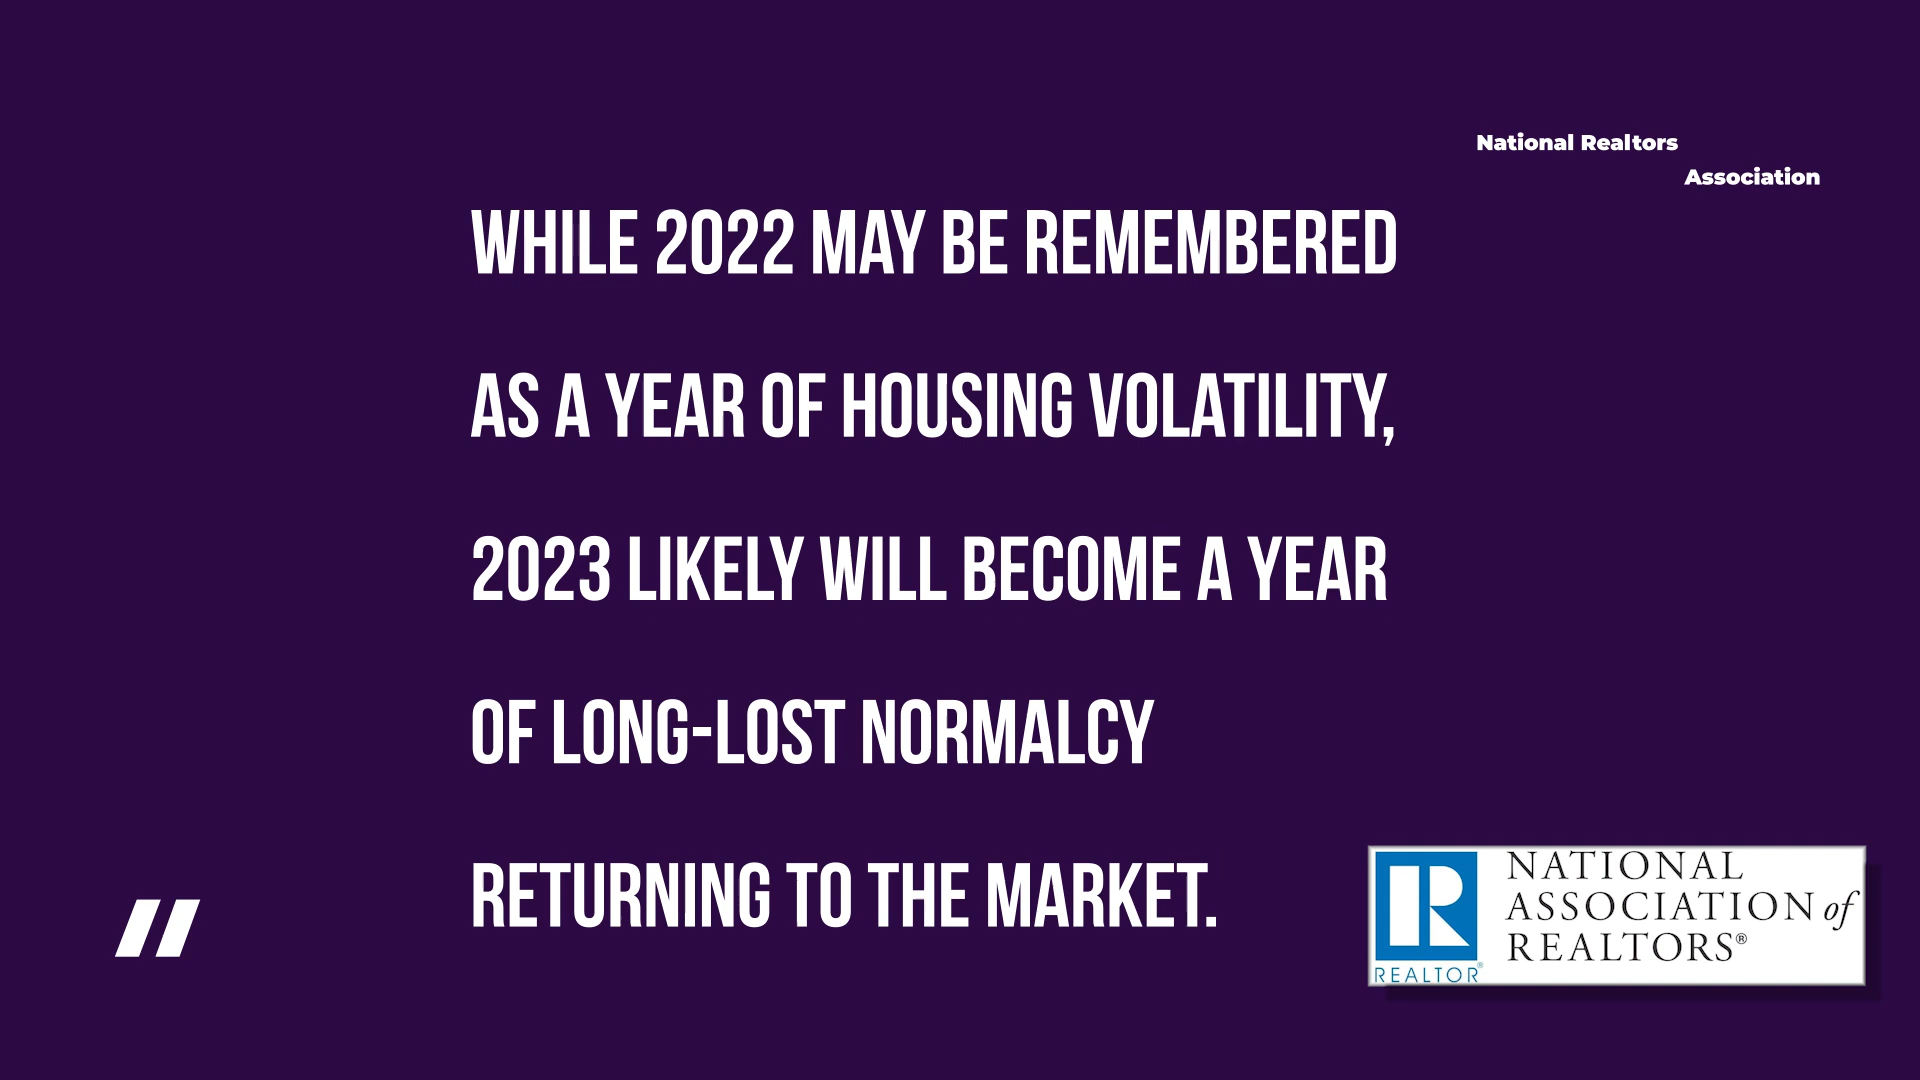 National Realtors
Association
WHILE 2022 MAY BE REMEMBERED
AS A YEAR OF HOUSING VOLATILITY,
2023 LIKELY WILL BECOME A YEAR
OF LONG-LOST NORMALCY
RETURNING TO THE MARKET.
"
NATIONAL
ASSOCIATION of
REALTORS®
REALTOR®